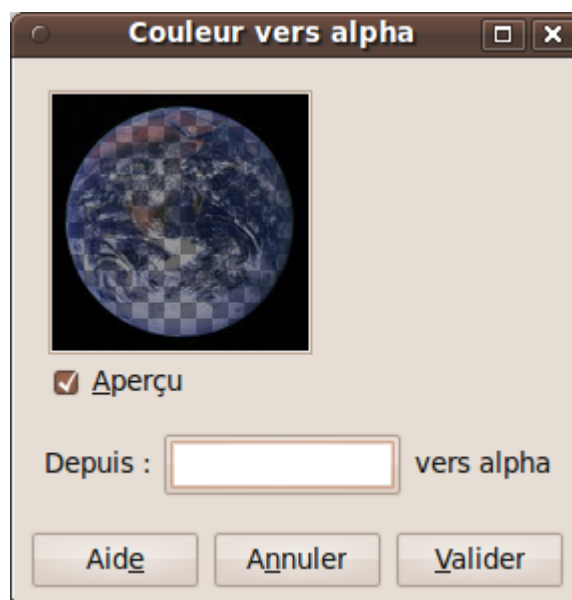 Couleur vers alpha
Aperçu
Depuis : vers alpha
Aide Annuler Valider